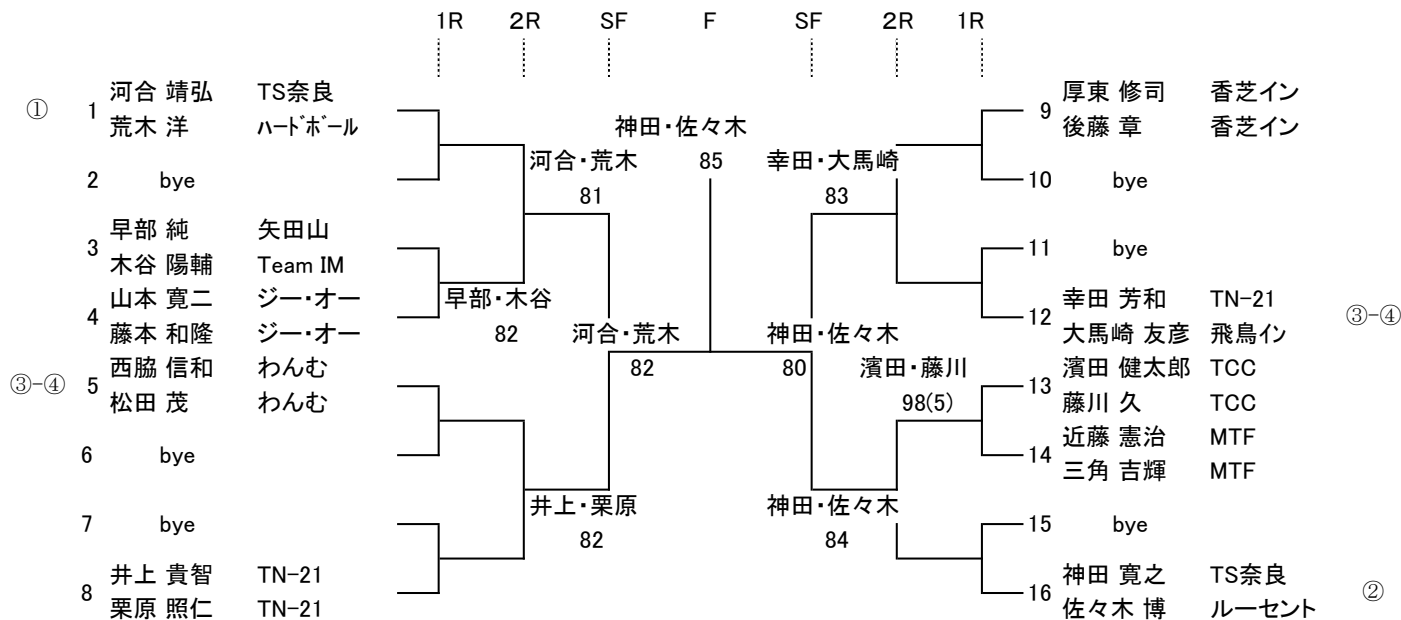 1R 2R SF F SF 2R 1R
① 1 河合 靖弘 TS奈良
荒木 洋 ハードボール
2 bye
3 早部 純 矢田山
木谷 陽輔 Team IM
4 山本 寛二 ジー・オー
藤本 和隆 ジー・オー
③-④ 5 西脇 信和 わんむ
松田 茂 わんむ
6 bye
7 bye
8 井上 貴智 TN-21
栗原 照仁 TN-21
早部・木谷
82
河合・荒木
81
井上・栗原
82
河合・荒木
82
神田・佐々木
85
幸田・大馬崎
83
神田・佐々木
80
濱田・藤川
98(5)
神田・佐々木
84
9 厚東 修司 香芝イン
後藤 章 香芝イン
10 bye
11 bye
12 幸田 芳和 TN-21 ③-④
大馬崎 友彦 飛鳥イン
13 濱田 健太郎 TCC
藤川 久 TCC
14 近藤 憲治 MTF
三角 吉輝 MTF
15 bye
16 神田 寛之 TS奈良 ②
佐々木 博 ルーセント